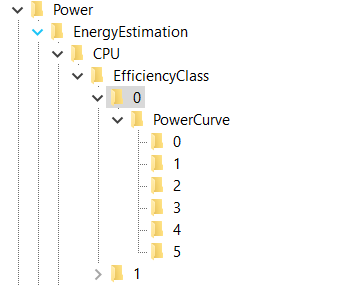 Power
EnergyEstimation
CPU
EfficiencyClass
0
PowerCurve
0
1
2
3
4
5
1